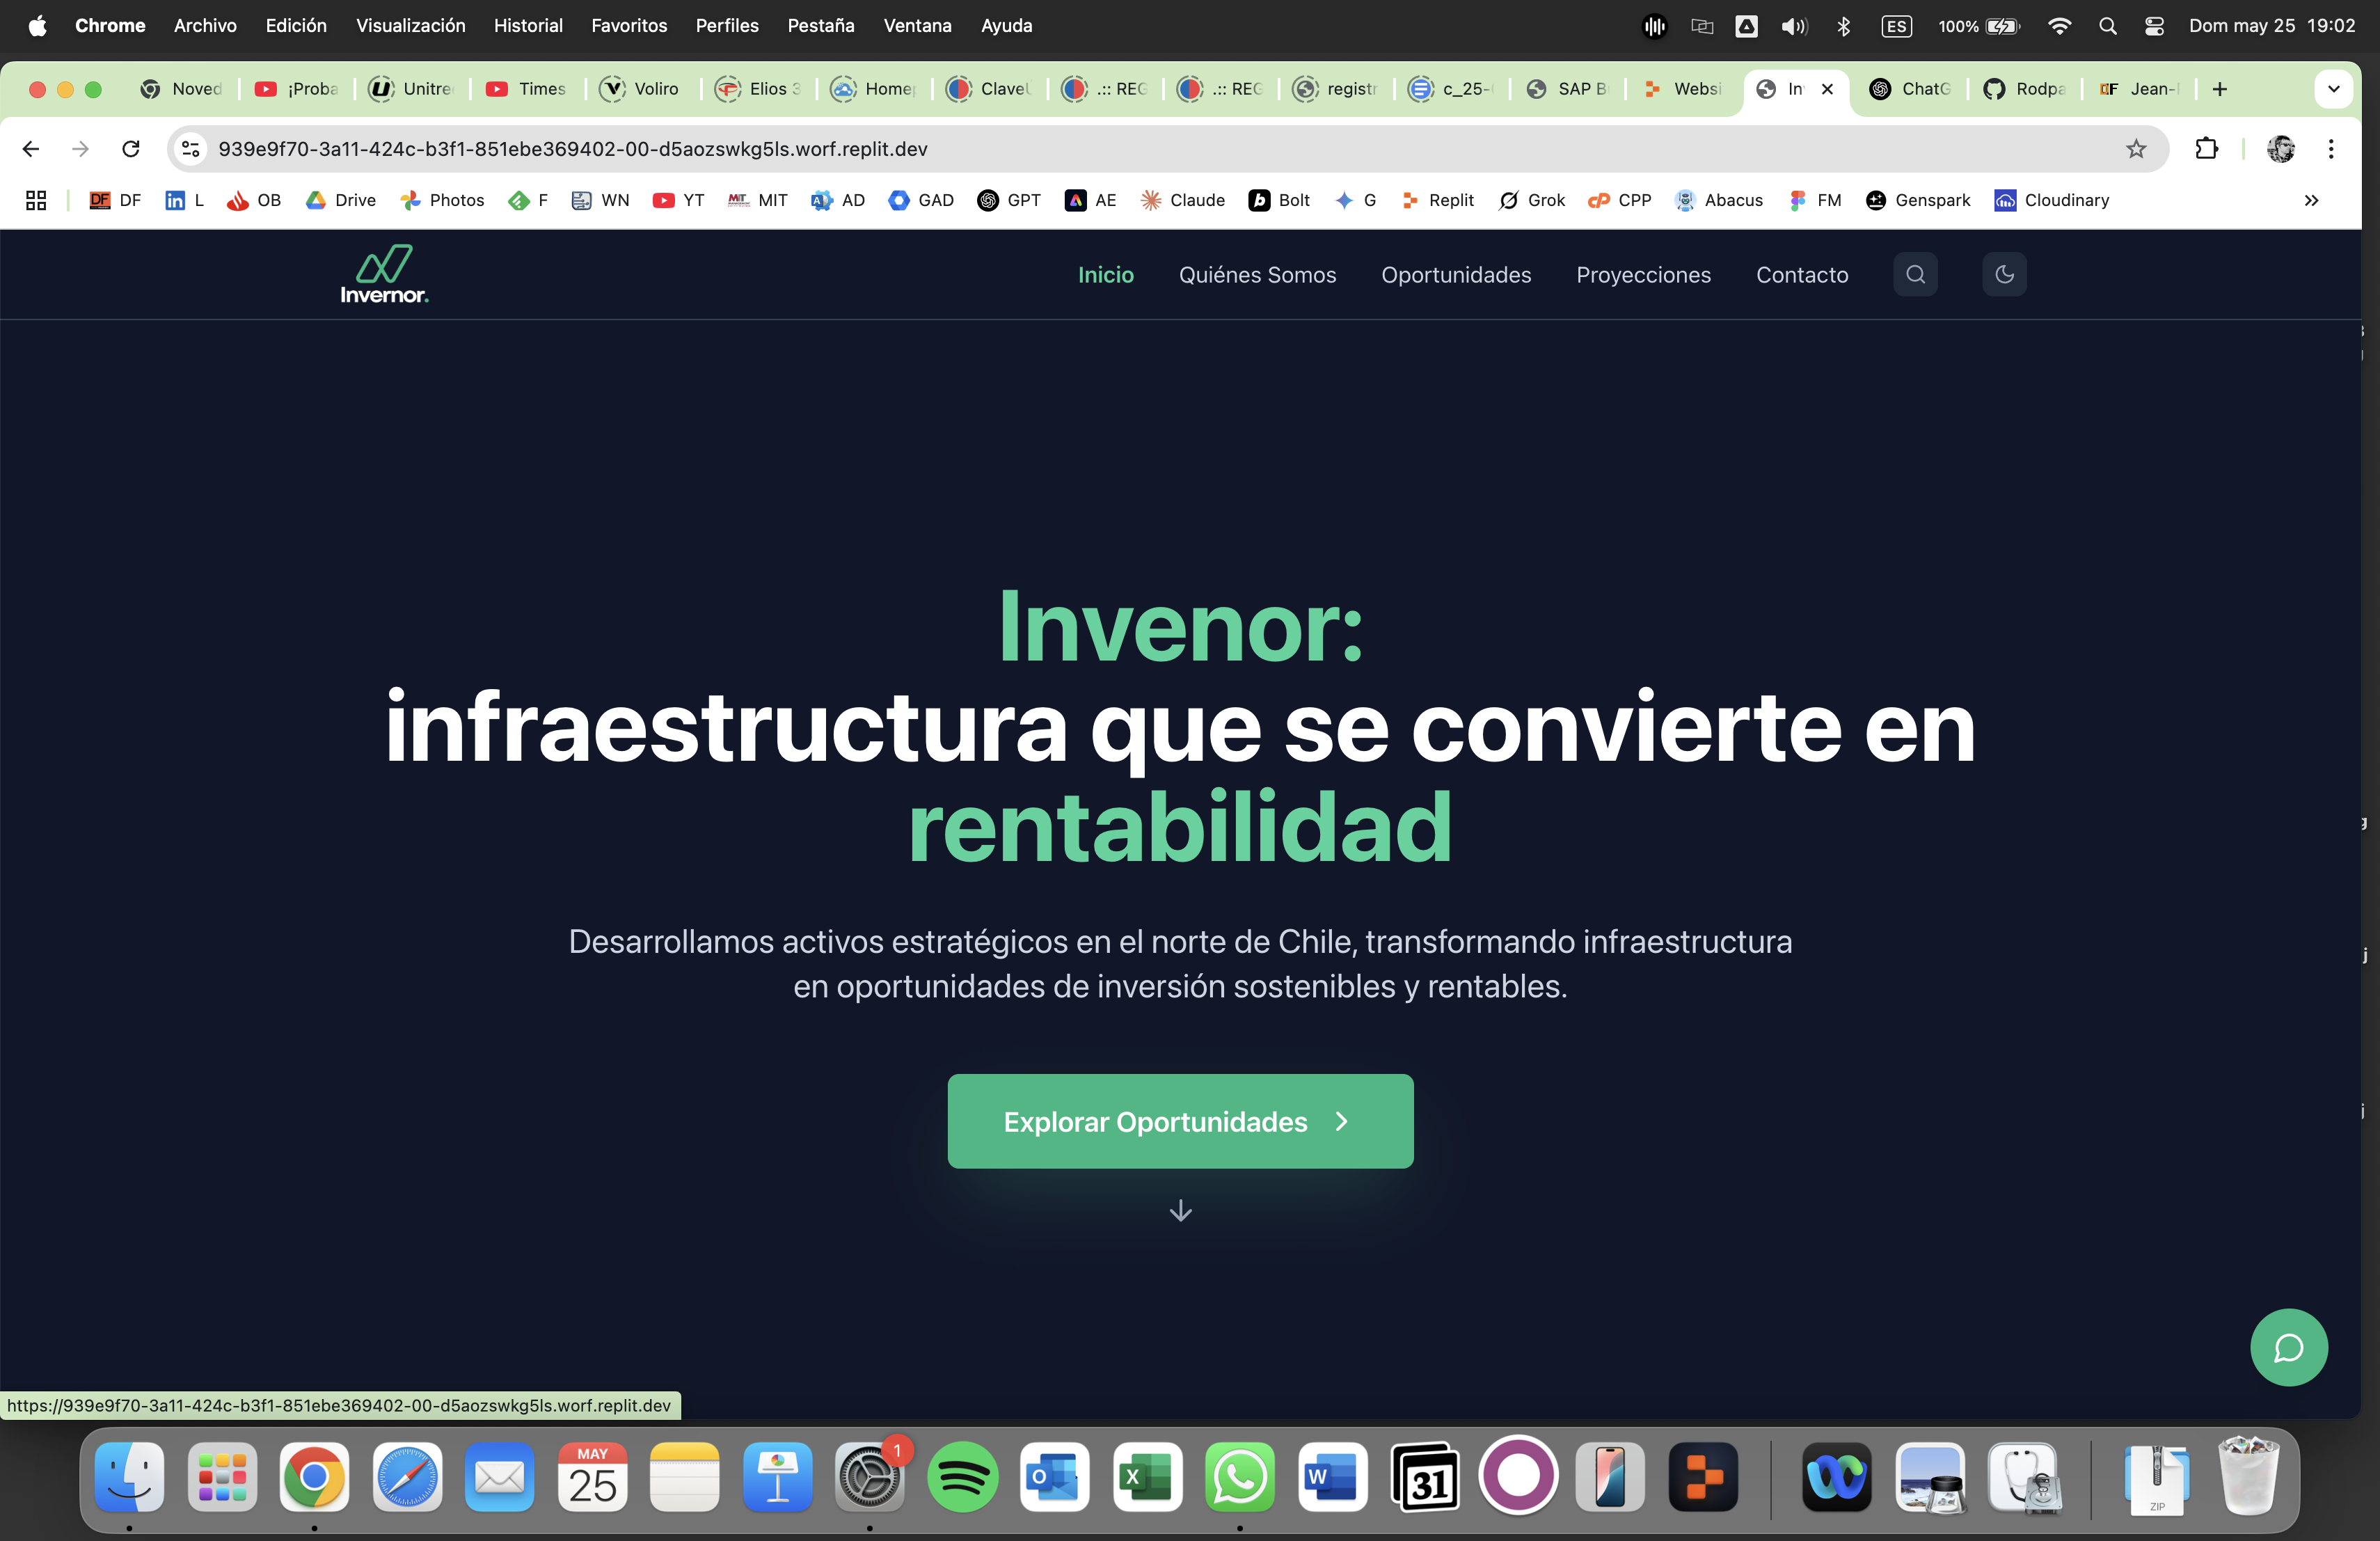 Chrome Archivo Edición Visualización Historial Favoritos Perfiles Pestaña Ventana Ayuda ES 100% Dom may 25 19:02
Noved ¡Proba Unitre Times Voliro Elios 3 Home ClaveU .:: REG .:: REG registr c_25- SAP B Websi In ChatG Rodpa Jean-
939e9f70-3a11-424c-b3f1-851ebe369402-00-d5aozswkg5ls.worf.replit.dev
DF DF L OB Drive Photos F WN YT MIT MIT AD GAD GPT AE Claude Bolt G Replit Grok CPP Abacus FM Genspark Cloudinary
Invernor. Inicio Quiénes Somos Oportunidades Proyecciones Contacto
Invenor:
infraestructura que se convierte en
rentabilidad
Desarrollamos activos estratégicos en el norte de Chile, transformando infraestructura
en oportunidades de inversión sostenibles y rentables.
Explorar Oportunidades
https://939e9f70-3a11-424c-b3f1-851ebe369402-00-d5aozswkg5ls.worf.replit.dev
MAY
25
1
31
ZIP